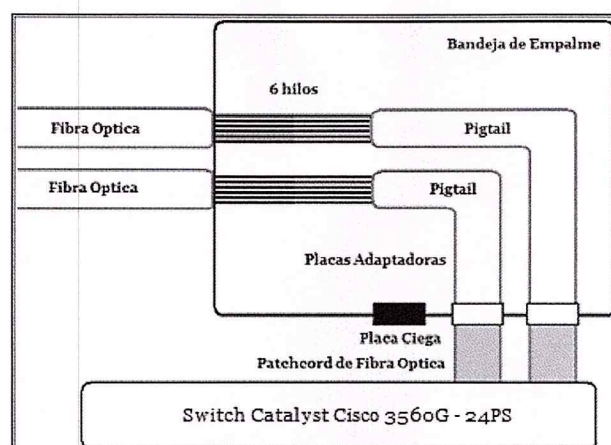 Bandeja de Empalme
6 hilos
Fibra Optica
Pigtail
Fibra Optica
Pigtail
Placas Adaptadoras
Placa Ciega
Patchcord de Fibra Optica
Switch Catalyst Cisco 3560G - 24PS